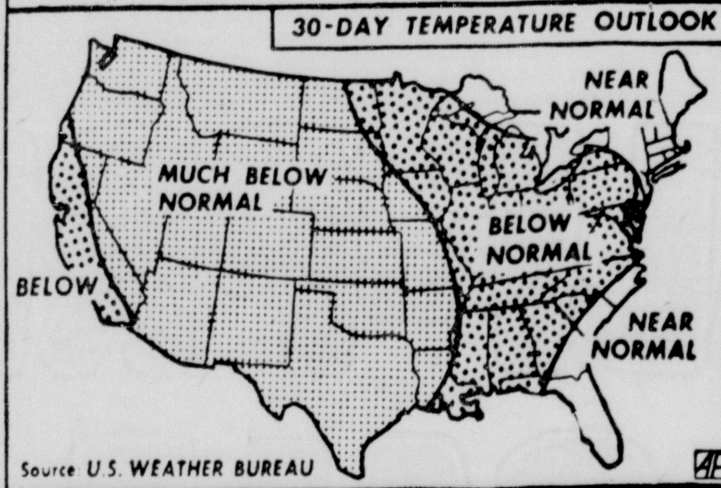 30-DAY TEMPERATURE OUTLOOK
NEAR
NORMAL
MUCH BELOW
NORMAL
BELOW
NORMAL
BELOW
NEAR
NORMAL
Source: U.S. WEATHER BUREAU
AP